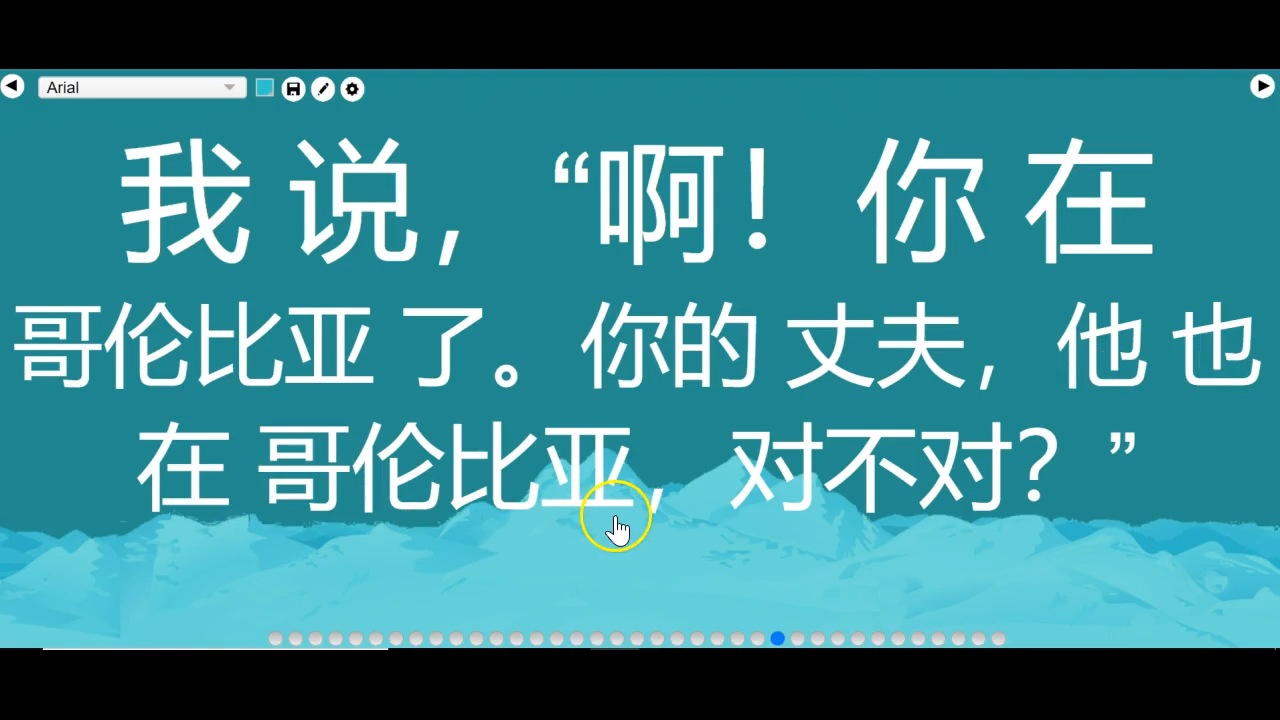 Arial
我 说，“啊！你 在
哥伦比亚 了。你的 丈夫，他 也
在 哥伦比亚，对不对？”